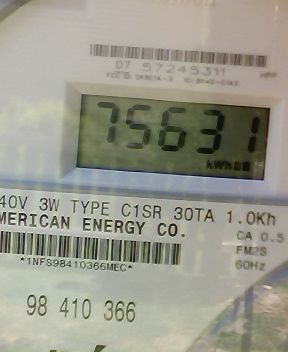 07 57245311
HPP
75631
kWh
40V 3W TYPE C1SR 30TA 1.0Kh
MERICAN ENERGY CO.
CA 0.5
FM2S
60Hz
*1NFS98410366MEC*
98 410 366